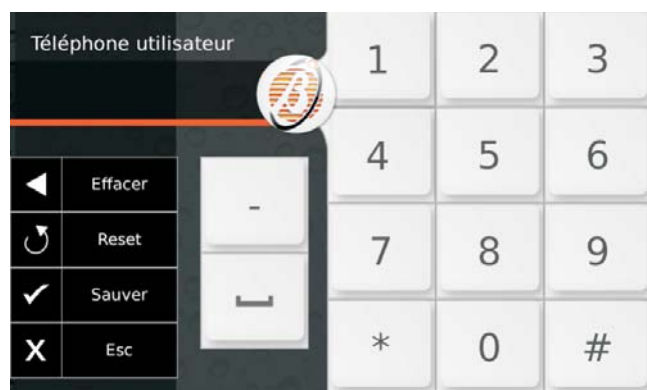 Téléphone utilisateur
1 2 3
4 5 6
Effacer
-
Reset
7 8 9
Sauver
Esc
* 0 #